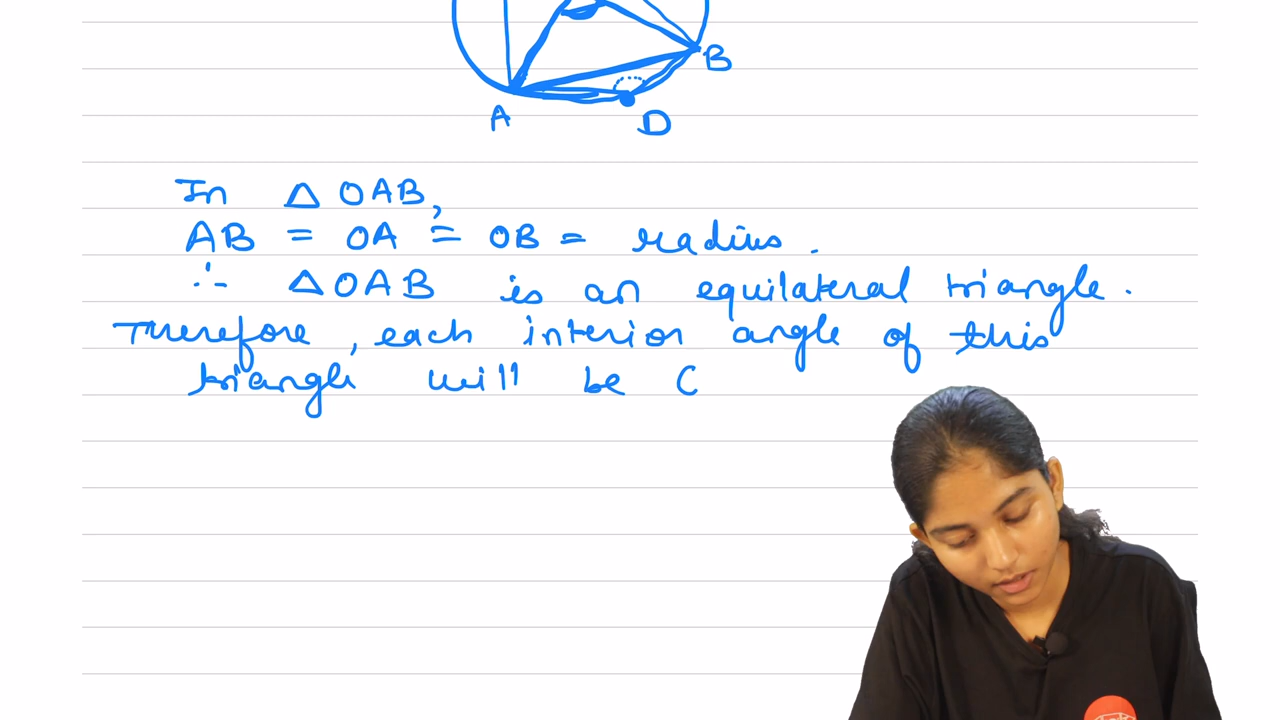 B
A
D
In △ OAB,
AB = OA = OB = radius.
∴ △OAB is an equilateral triangle.
Therefore, each interior angle of this
triangle will be C